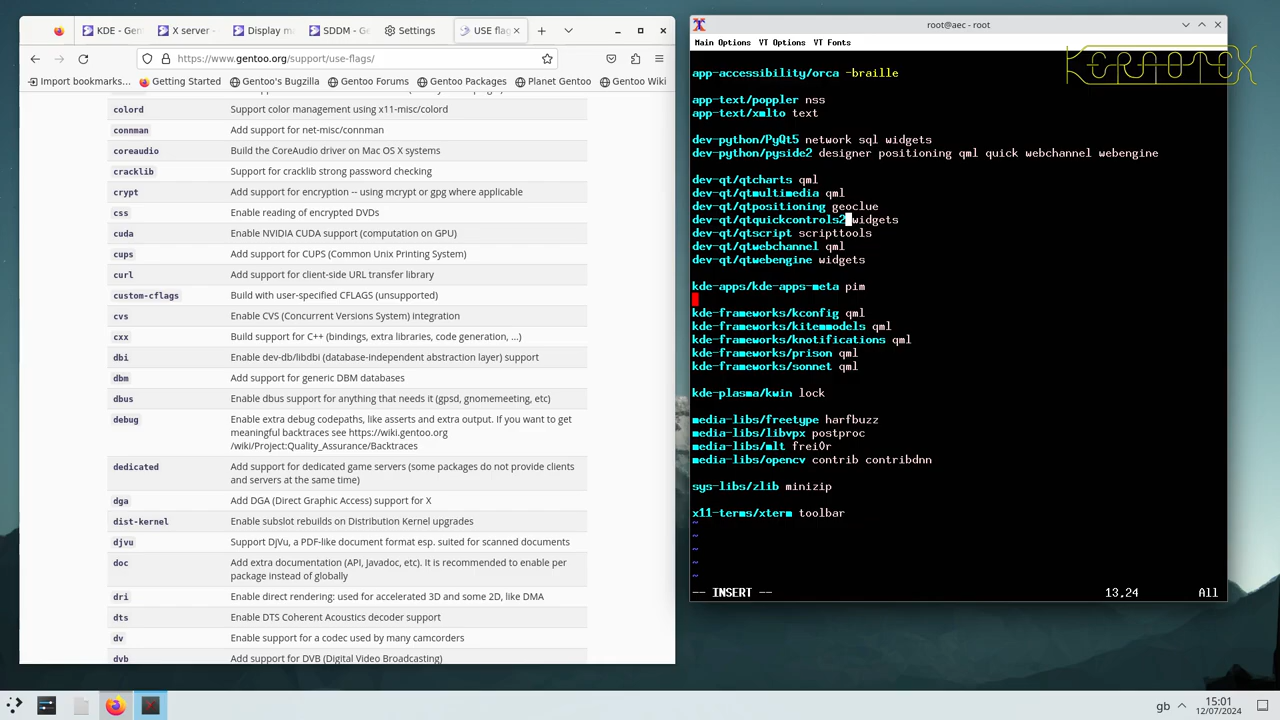 KDE - Gen
X server -
Display m
SDDM - Ge
Settings
USE flag
https://www.gentoo.org/support/use-flags/
Import bookmarks...
Getting Started
Gentoo's Bugzilla
Gentoo Forums
Gentoo Packages
Planet Gentoo
Gentoo Wiki
colord Support color management using x11-misc/colord
connman Add support for net-misc/connman
coreaudio Build the CoreAudio driver on Mac OS X systems
cracklib Support for cracklib strong password checking
crypt Add support for encryption -- using mcrypt or gpg where applicable
css Enable reading of encrypted DVDs
cuda Enable NVIDIA CUDA support (computation on GPU)
cups Add support for CUPS (Common Unix Printing System)
curl Add support for client-side URL transfer library
custom-cflags Build with user-specified CFLAGS (unsupported)
cvs Enable CVS (Concurrent Versions System) integration
cxx Build support for C++ (bindings, extra libraries, code generation, ...)
dbi Enable dev-db/libdbi (database-independent abstraction layer) support
dbm Add support for generic DBM databases
dbus Enable dbus support for anything that needs it (gpsd, gnomemeeting, etc)
debug Enable extra debug codepaths, like asserts and extra output. If you want to get
meaningful backtraces see https://wiki.gentoo.org
/wiki/Project:Quality_Assurance/Backtraces
dedicated Add support for dedicated game servers (some packages do not provide clients
and servers at the same time)
dga Add DGA (Direct Graphic Access) support for X
dist-kernel Enable subslot rebuilds on Distribution Kernel upgrades
djvu Support DjVu, a PDF-like document format esp. suited for scanned documents
doc Add extra documentation (API, Javadoc, etc). It is recommended to enable per
package instead of globally
dri Enable direct rendering: used for accelerated 3D and some 2D, like DMA
dts Enable DTS Coherent Acoustics decoder support
dv Enable support for a codec used by many camcorders
dvb Add support for DVB (Digital Video Broadcasting)
root@aec - root
Main Options VT Options VT Fonts
KERNOTEX
app-accessibility/orca -braille
app-text/poppler nss
app-text/xmlto text
dev-python/PyQt5 network sql widgets
dev-python/pyside2 designer positioning qml quick webchannel webengine
dev-qt/qtcharts qml
dev-qt/qtmultimedia qml
dev-qt/qtpositioning geoclue
dev-qt/qtquickcontrols2 widgets
dev-qt/qtscript scripttools
dev-qt/qtwebchannel qml
dev-qt/qtwebengine widgets
kde-apps/kde-apps-meta pim
kde-frameworks/kconfig qml
kde-frameworks/kitemmodels qml
kde-frameworks/knotifications qml
kde-frameworks/prison qml
kde-frameworks/sonnet qml
kde-plasma/kwin lock
media-libs/freetype harfbuzz
media-libs/libvpx postproc
media-libs/mlt frei0r
media-libs/opencv contrib contribdnn
sys-libs/zlib minizip
x11-terms/xterm toolbar
~
~
~
~
~
-- INSERT -- 13,24 All
gb
15:01
12/07/2024